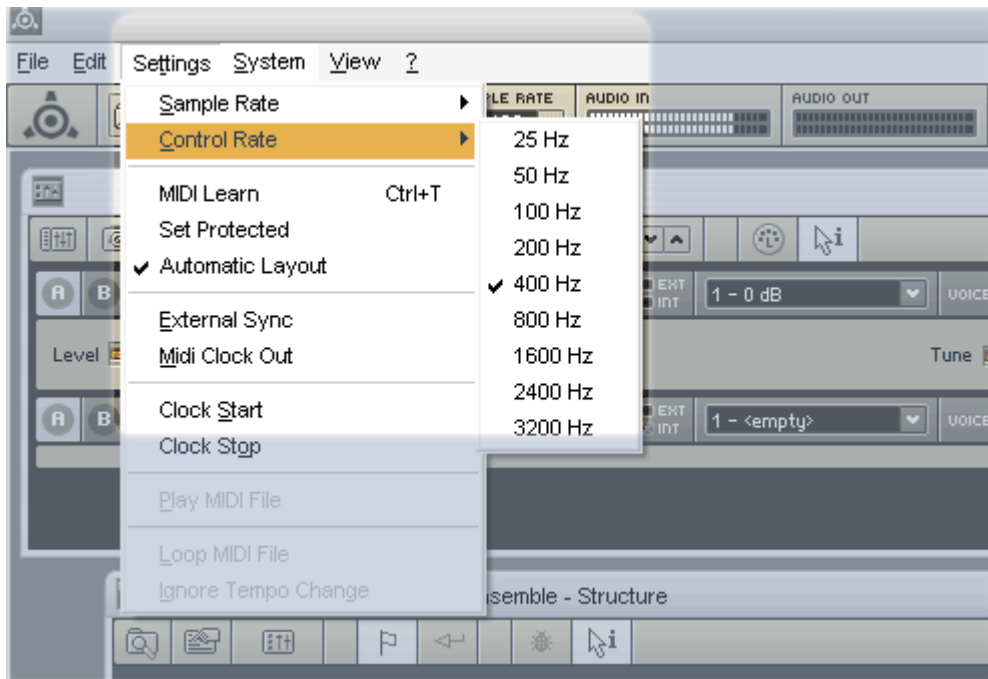 File Edit Settings System View ?
Sample Rate
PLE RATE AUDIO IN AUDIO OUT
Control Rate
25 Hz
50 Hz
MIDI Learn Ctrl+T
100 Hz
Set Protected
200 Hz
Automatic Layout
400 Hz EXT INT 1 - 0 dB VOICE
A B
External Sync
800 Hz
Level Midi Clock Out
1600 Hz Tune
2400 Hz
Clock Start
A B
3200 Hz EXT INT 1 - <empty> VOICE
Clock Stop
Play MIDI File
Loop MIDI File
Ignore Tempo Change
nsemble - Structure